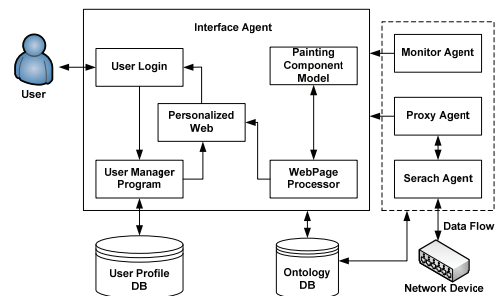 Interface Agent
User
User Login
Painting
Component
Model
Monitor Agent
Personalized
Web
Proxy Agent
User Manager
Program
WebPage
Processor
Serach Agent
Data Flow
User Profile
DB
Ontology
DB
Network Device